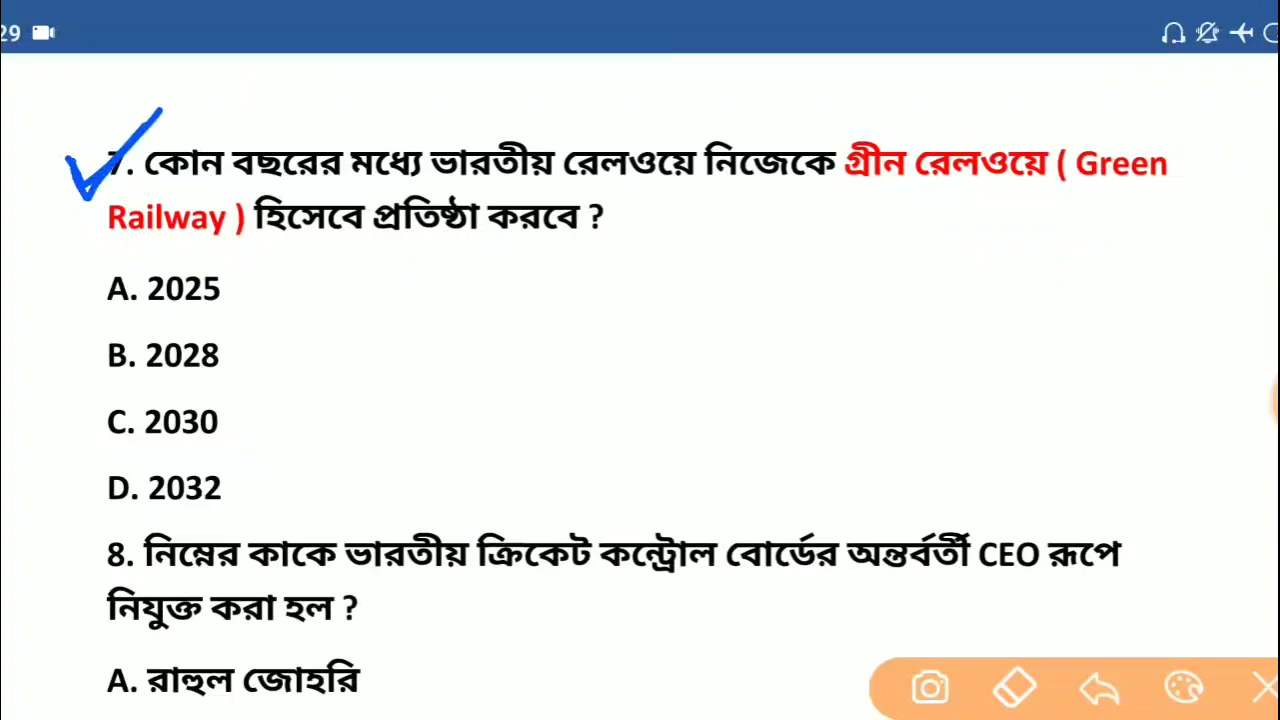 29
7. কোন বছরের মধ্যে ভারতীয় রেলওয়ে নিজেকে গ্রীন রেলওয়ে ( Green
Railway ) হিসেবে প্রতিষ্ঠা করবে ?
A. 2025
B. 2028
C. 2030
D. 2032
8. নিম্নের কাকে ভারতীয় ক্রিকেট কন্ট্রোল বোর্ডের অন্তর্বর্তী CEO রূপে
নিযুক্ত করা হল ?
A. রাহুল জোহরি